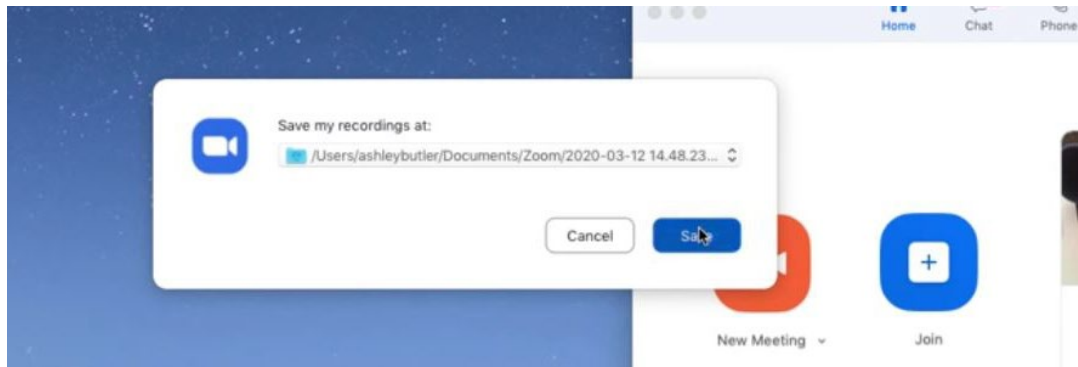 Home Chat Phone
Save my recordings at:
/Users/ashleybutler/Documents/Zoom/2020-03-12 14.48.23...
Cancel Save
New Meeting Join